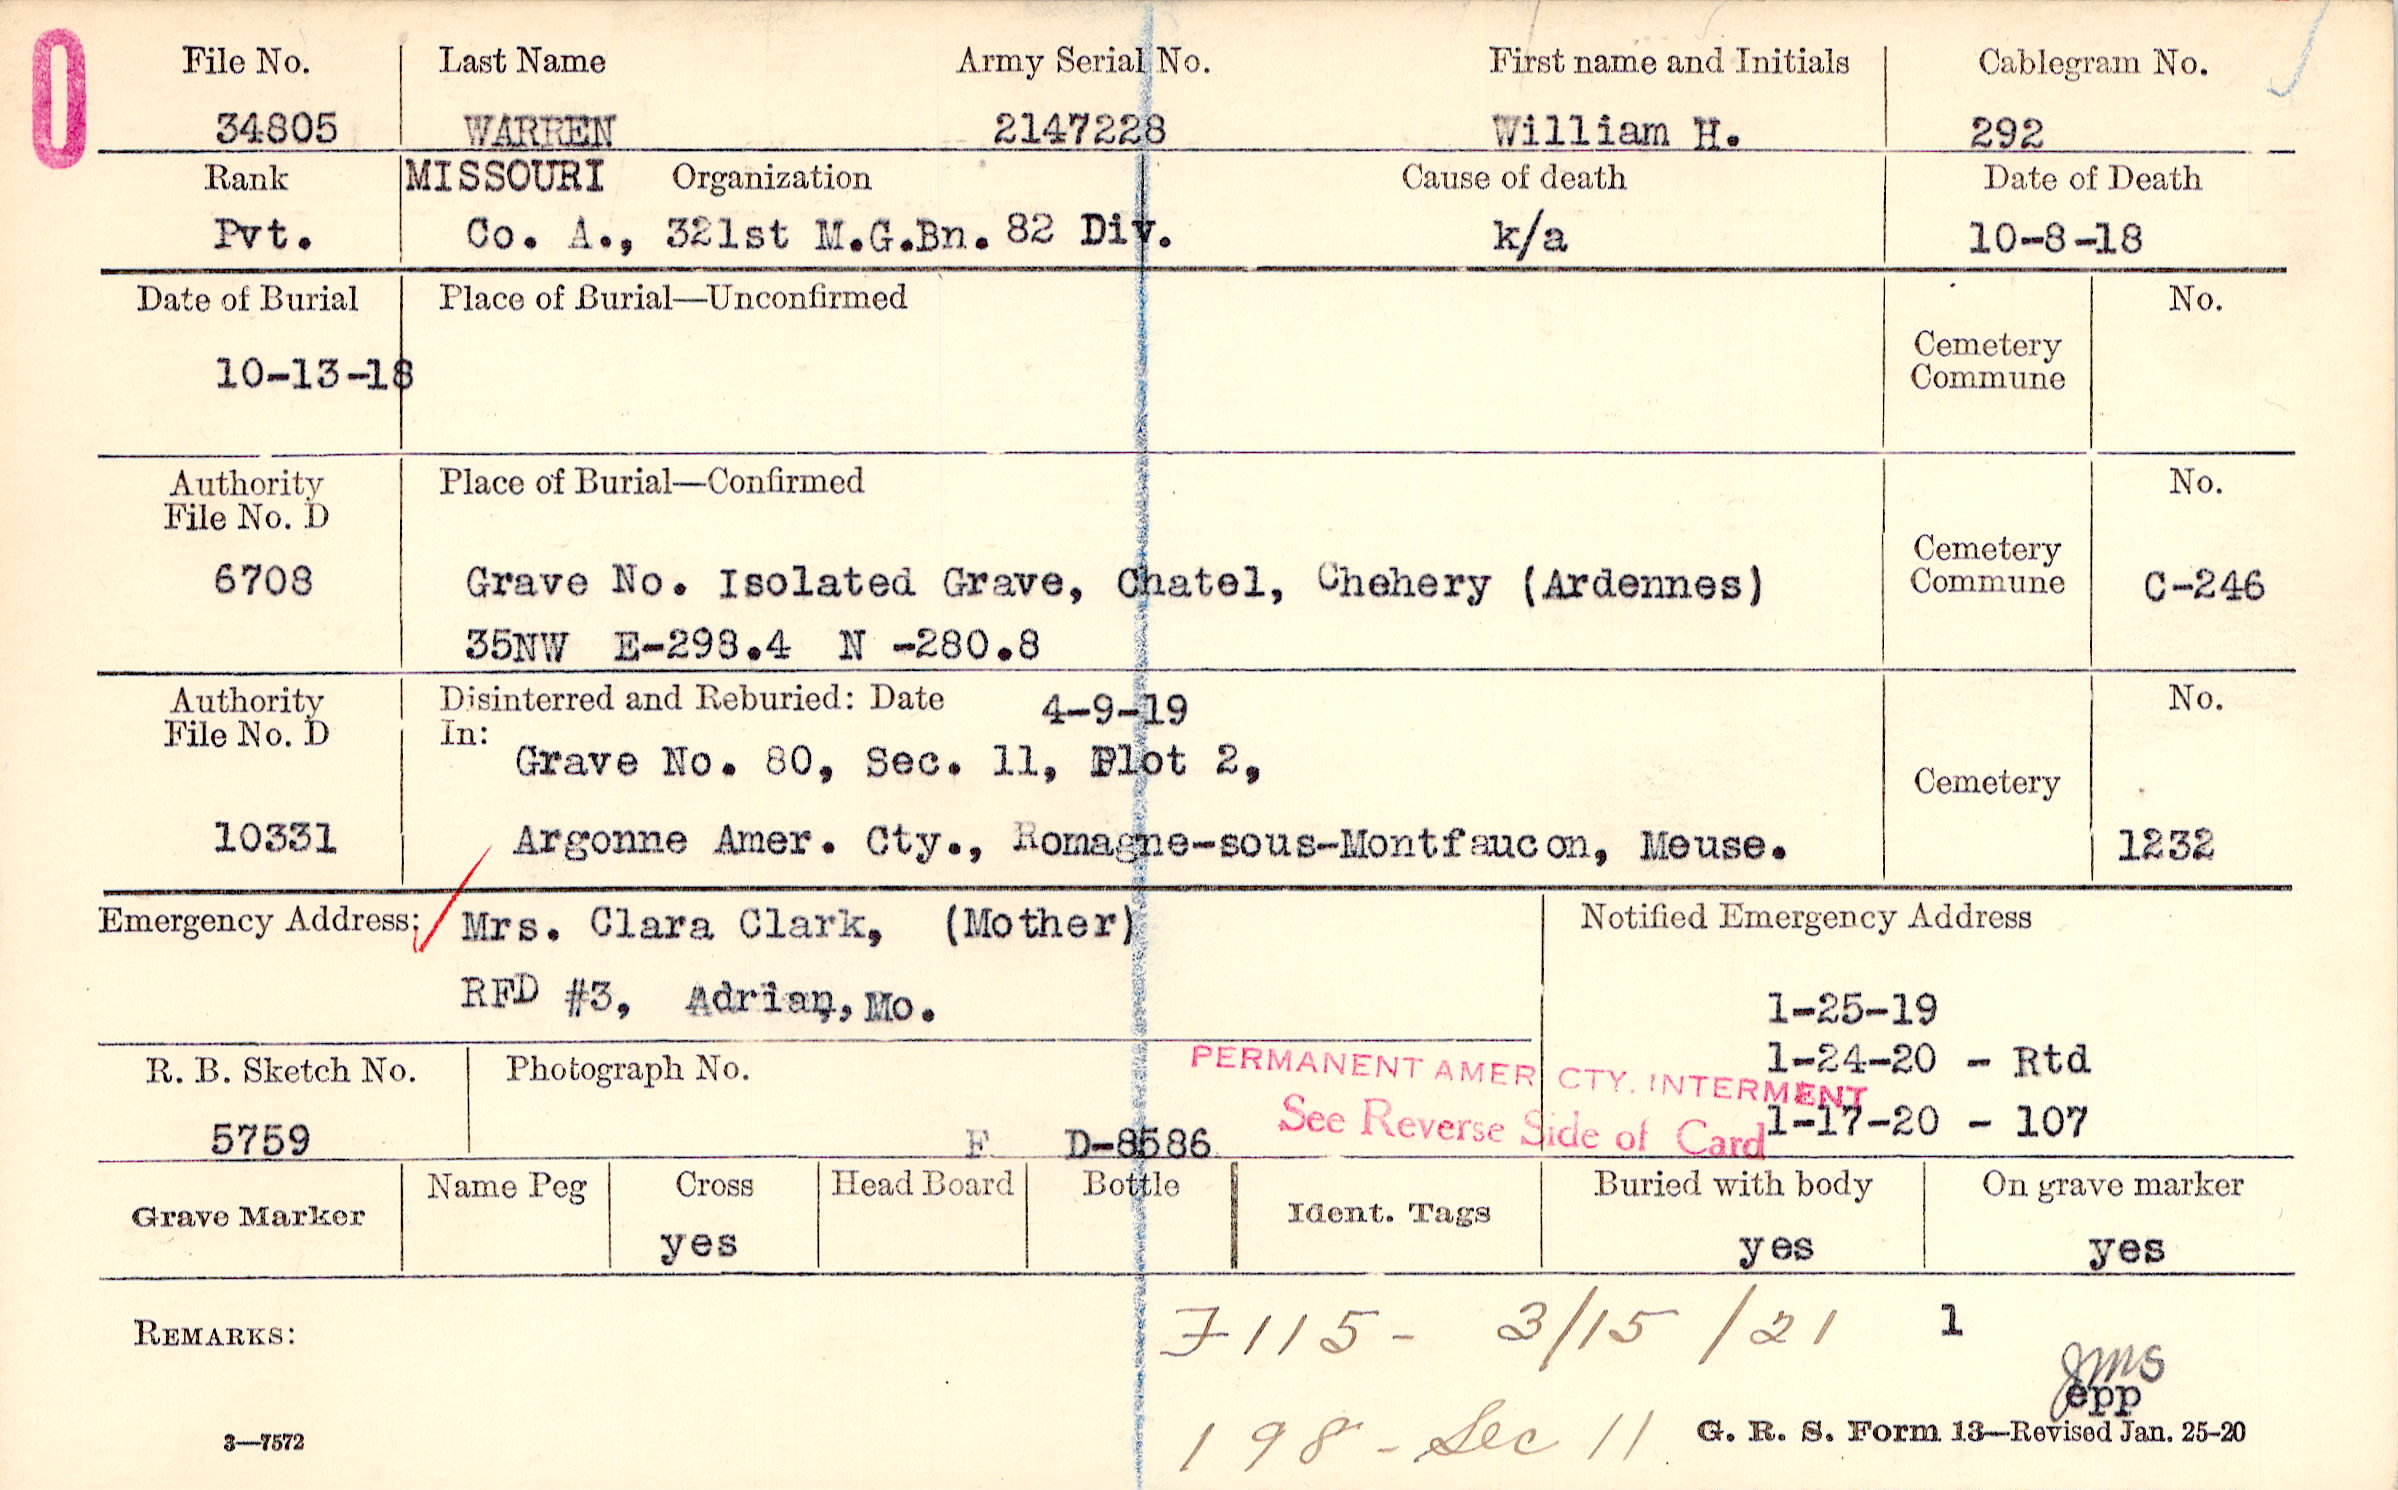 0
File No. Last Name Army Serial No. First name and Initials Cablegram No.
34805 WARREN 2147228 William H. 292
Rank MISSOURI Organization Cause of death Date of Death
Pvt. Co. A., 321st M.G.Bn. 82 Div. k/a 10-8-18
Date of Burial Place of Burial—Unconfirmed No.
Cemetery
Commune
10-13-18
Authority Place of Burial—Confirmed No.
File No. D
Cemetery
6708 Grave No. Isolated Grave, Chatel, Chehery (Ardennes) Commune C-246
35NW E-298.4 N -280.8
Authority Disinterred and Reburied: Date 4-9-19 No.
File No. D In:
Grave No. 80, Sec. 11, Plot 2,
Cemetery
10331 Argonne Amer. Cty., Romagne-sous-Montfaucon, Meuse. 1232
Emergency Address: Mrs. Clara Clark, (Mother) Notified Emergency Address
RFD #3, Adrian, Mo. 1-25-19
R. B. Sketch No. Photograph No. PERMANENT AMER CTY. INTERMENT 1-24-20 - Rtd
See Reverse Side of Card 1-17-20 - 107
5759 F D-8586
Name Peg Cross Head Board Bottle Buried with body On grave marker
Grave Marker Ident. Tags
yes yes yes
REMARKS: F115- 3/15/21 1
JMS
epp
198 - Sec 11
3—7572 G. R. S. Form 13—Revised Jan. 25-20